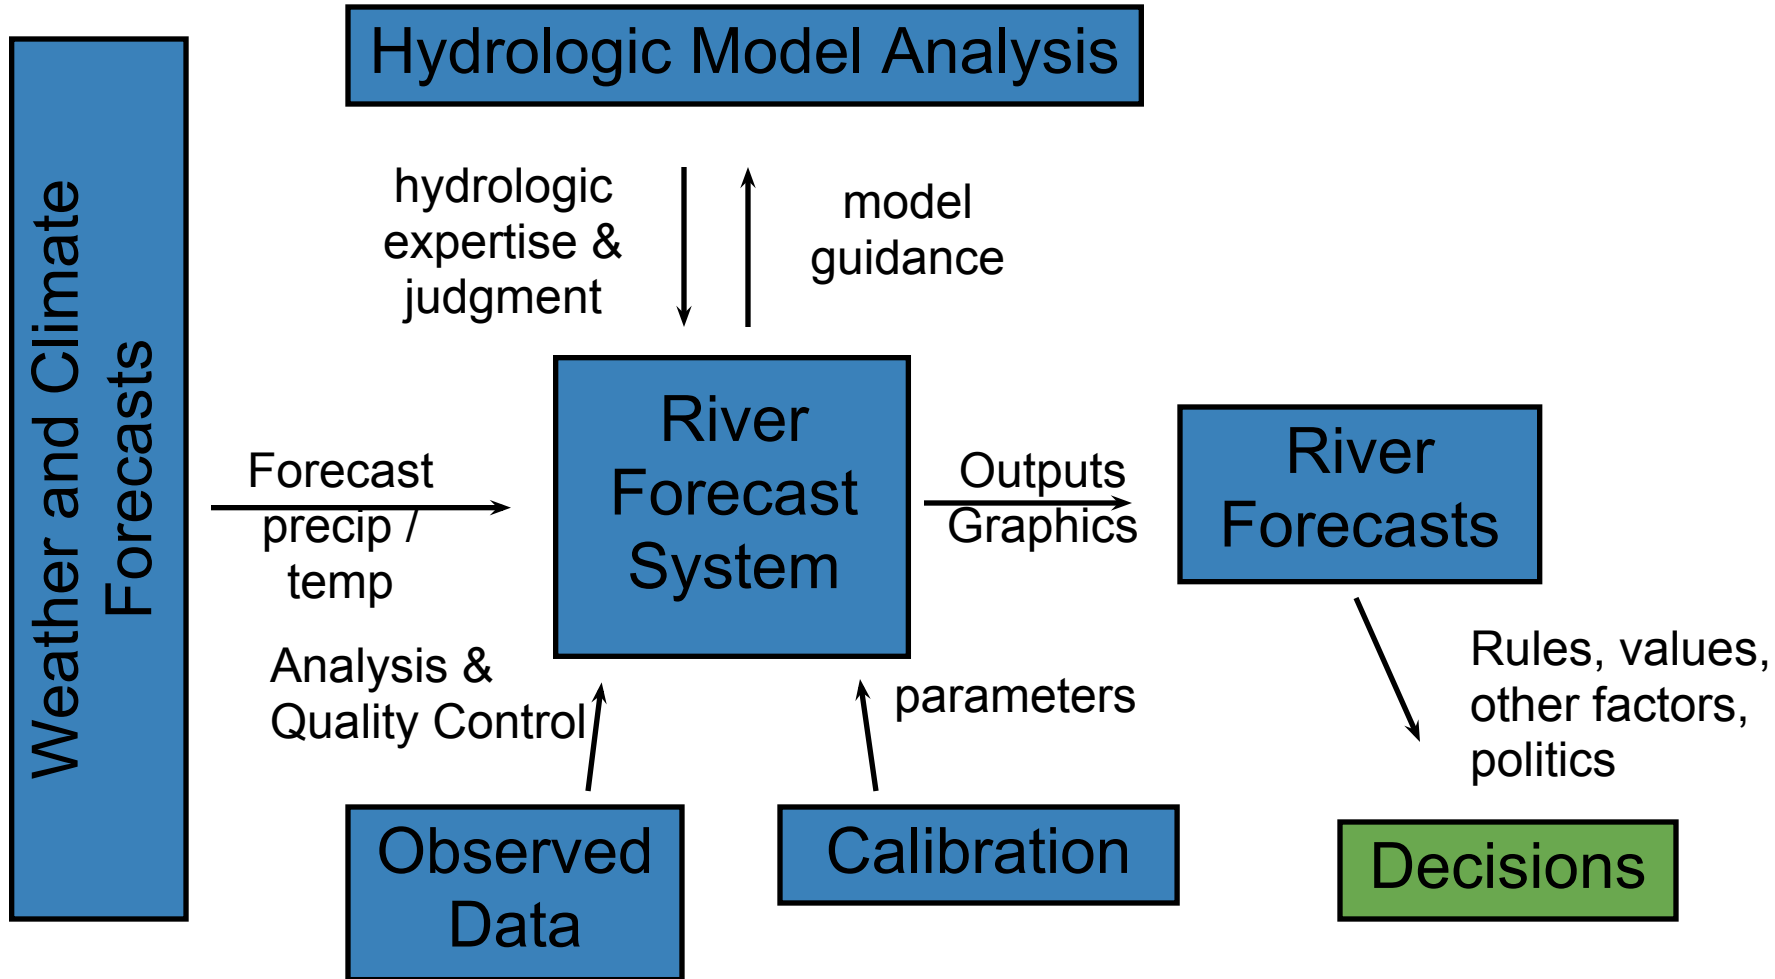 Hydrologic Model Analysis
Weather and Climate
Forecasts
hydrologic
expertise &
judgment
model
guidance
Forecast
precip /
temp
River
Forecast
System
Outputs
Graphics
River
Forecasts
Analysis &
Quality Control
parameters
Rules, values,
other factors,
politics
Observed
Data
Calibration
Decisions